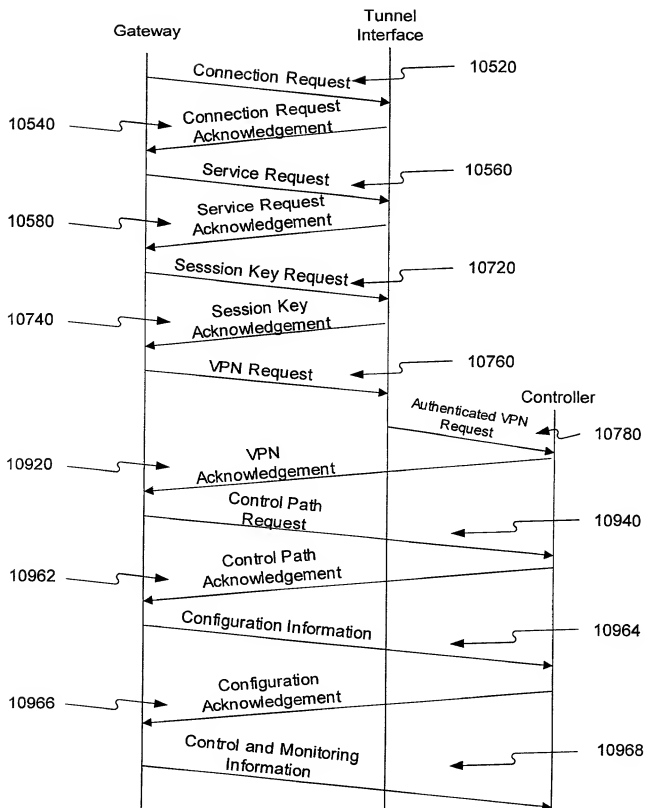 Tunnel
Interface
Gateway
Connection Request
10520
Connection Request
Acknowledgement
10540
Service Request
10560
Service Request
Acknowledgement
10580
Sesssion Key Request
10720
Session Key
Acknowledgement
10740
VPN Request
10760
Controller
Authenticated VPN
Request
10780
VPN
Acknowledgement
10920
Control Path
Request
10940
Control Path
Acknowledgement
10962
Configuration Information
10964
Configuration
Acknowledgement
10966
Control and Monitoring
Information
10968